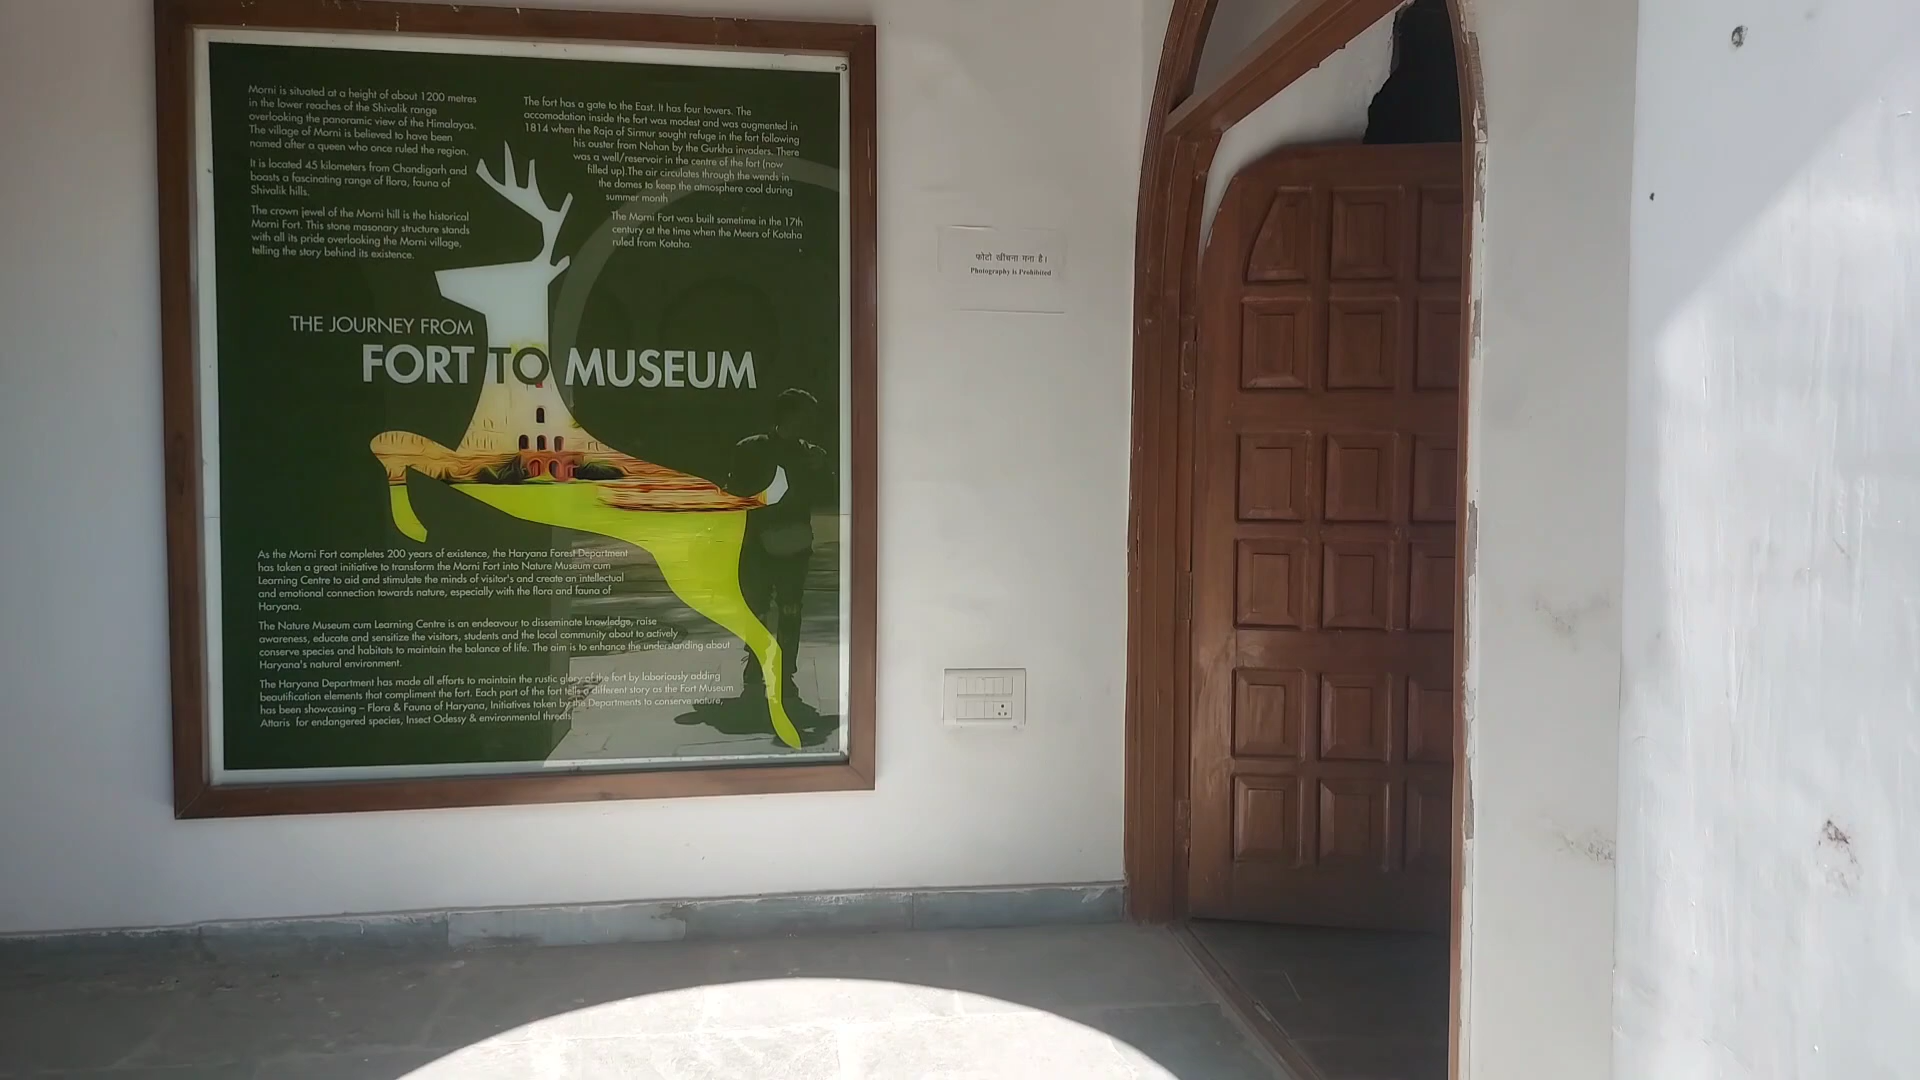 Morni is situated at a height of about 1200 metres
in the lower reaches of the Shivalik range
overlooking the panoramic view of the Himalayas.
The village of Morni is believed to have been
named after a queen who once ruled the region.
It is located 45 kilometers from Chandigarh and
boasts a fascinating range of flora, fauna of
Shivalik hills.
The crown jewel of the Morni hill is the historical
Morni Fort. This stone masonary structure stands
with all its pride overlooking the Morni village,
telling the story behind its existence.
The fort has a gate to the East. It has four towers. The
accomodation inside the fort was modest and was augmented in
1814 when the Raja of Sirmur sought refuge in the fort following
his ouster from Nahan by the Gurkha invaders. There
was a well/reservoir in the centre of the fort (now
filled up).The air circulates through the wends in
the domes to keep the atmosphere cool during
summer month
The Morni Fort was built sometime in the 17th
century at the time when the Meers of Kotaha
ruled from Kotaha.
THE JOURNEY FROM
FORT TO MUSEUM
As the Morni Fort completes 200 years of existence, the Haryana Forest Department
has taken a great initiative to transform the Morni Fort into Nature Museum cum
Learning Centre to aid and stimulate the minds of visitor's and create an intellectual
and emotional connection towards nature, especially with the flora and fauna of
Haryana.
The Nature Museum cum Learning Centre is an endeavour to disseminate knowledge, raise
awareness, educate and sensitize the visitors, students and the local community about to actively
conserve species and habitats to maintain the balance of life. The aim is to enhance the understanding about
Haryana's natural environment.
The Haryana Department has made all efforts to maintain the rustic glory of the fort by laboriously adding
beautification elements that compliment the fort. Each part of the fort tells a different story as the Fort Museum
has been showcasing – Flora & Fauna of Haryana, Initiatives taken by the Departments to conserve nature,
Attaris for endangered species, Insect Odessy & environmental threats.
फोटो खींचना मना है।
Photography is Prohibited